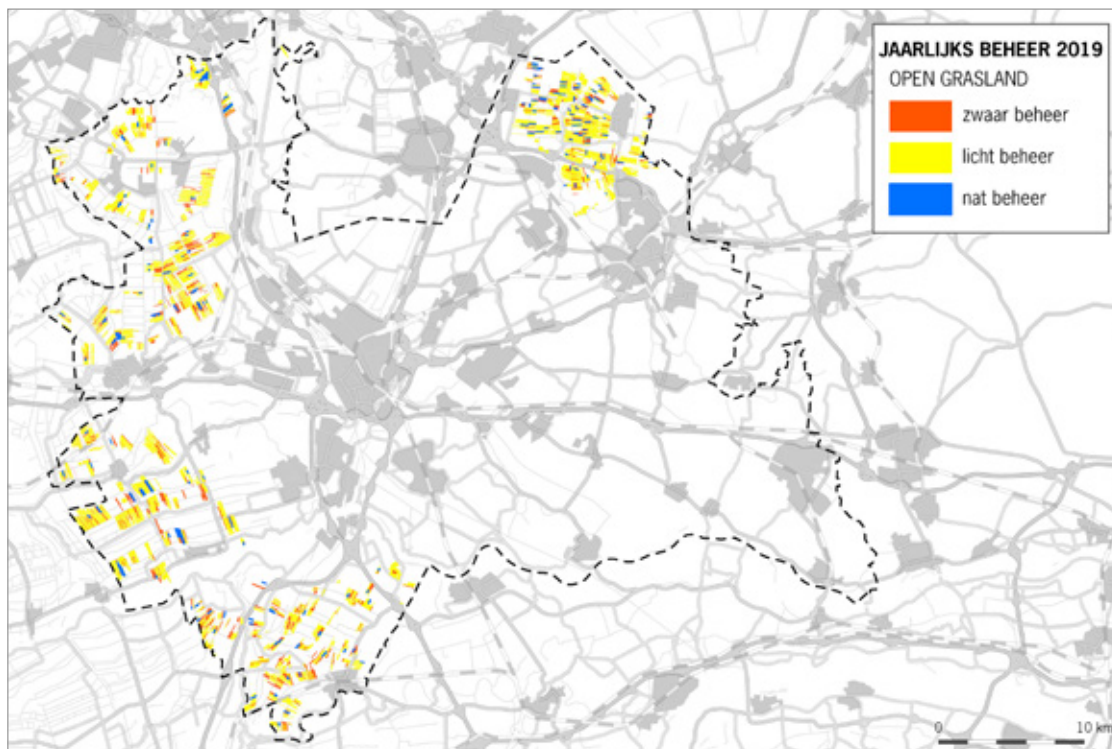 JAARLIJKS BEHEER 2019
OPEN GRASLAND
zwaar beheer
licht beheer
nat beheer
0 10 km